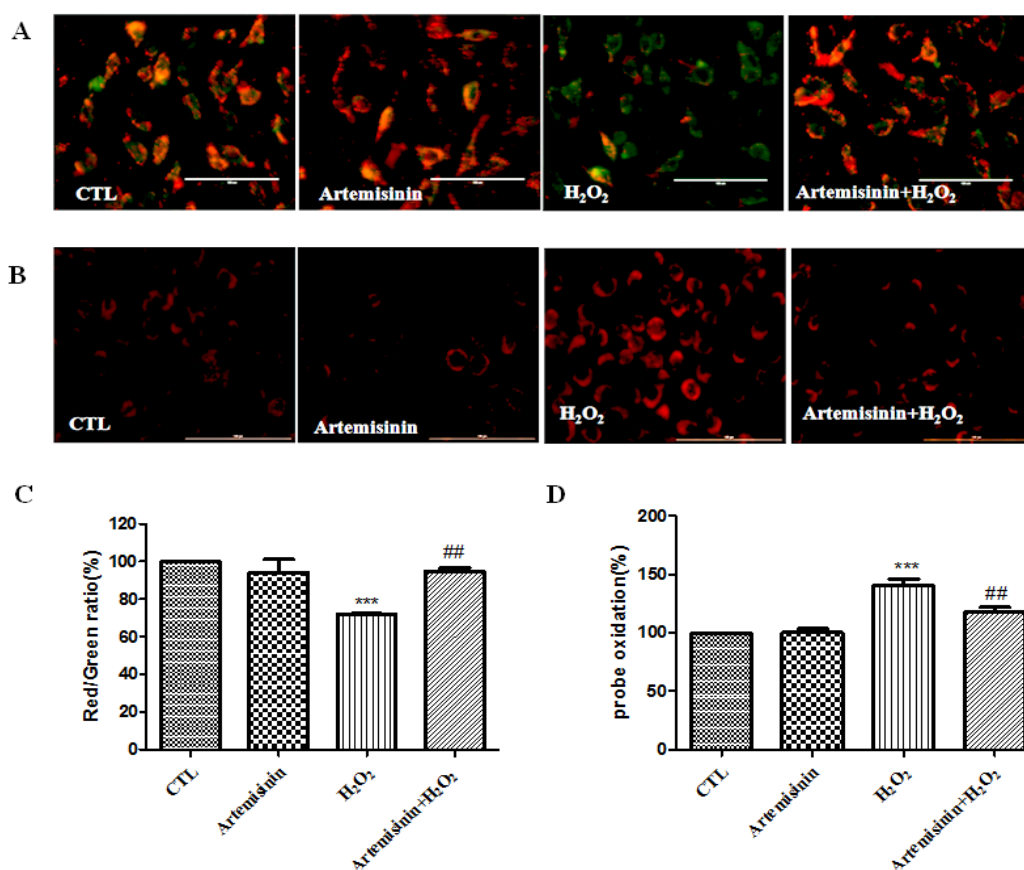 A
CTL
Artemisinin
H₂O₂
Artemisinin+H₂O₂
B
CTL
Artemisinin
H₂O₂
Artemisinin+H₂O₂
C
Red/Green ratio(%)
120
100
80
60
40
20
0
***
##
CTL
Artemisinin
H₂O₂
Artemisinin+H₂O₂
D
probe oxidation(%)
200
150
100
50
0
***
##
CTL
Artemisinin
H₂O₂
Artemisinin+H₂O₂